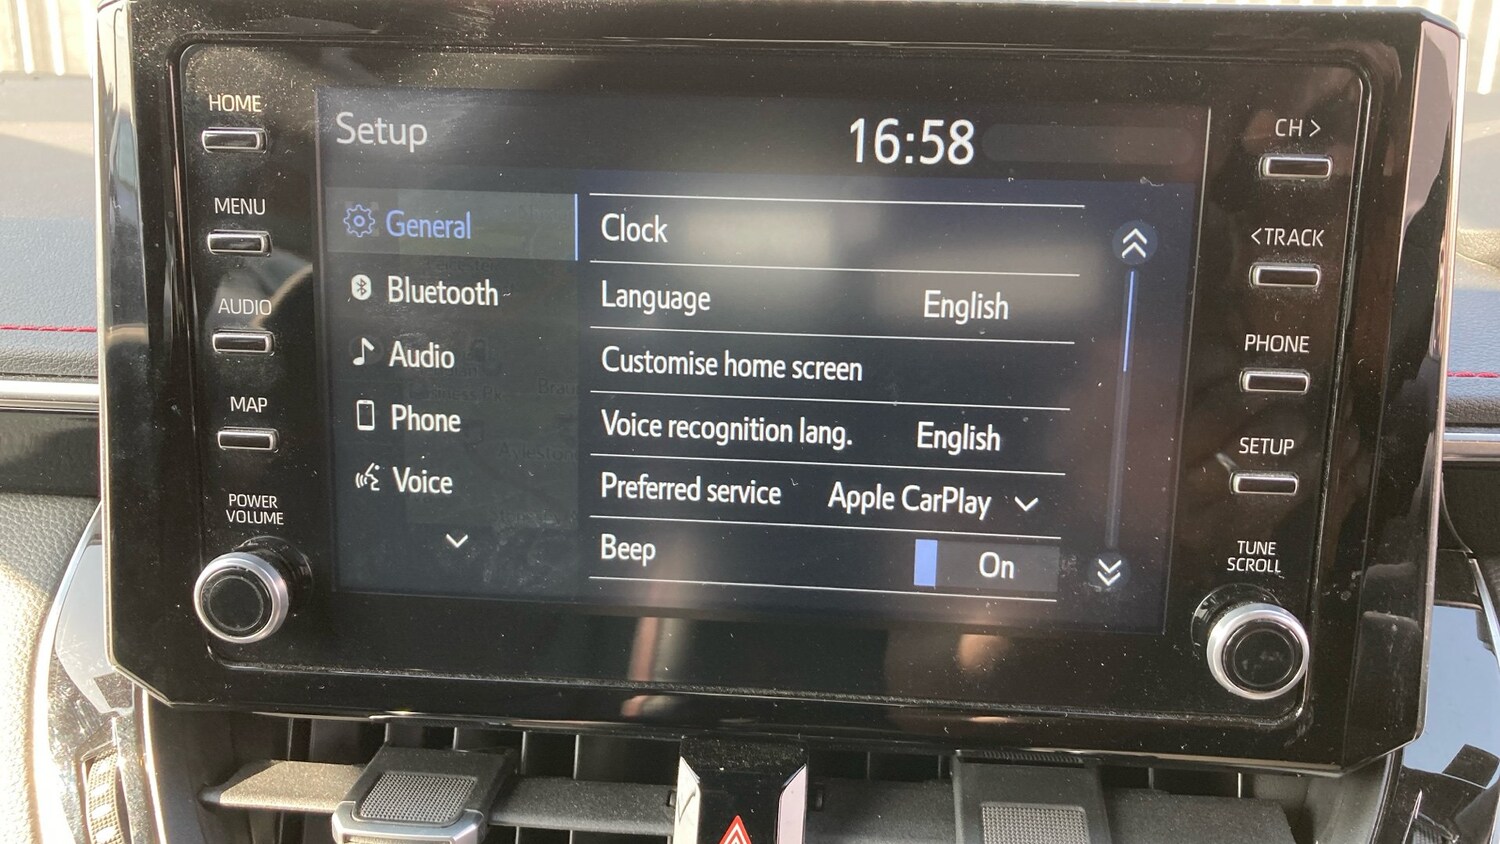 HOME
MENU
AUDIO
MAP
POWER
VOLUME
Setup
16:58
General
Bluetooth
Audio
Phone
Voice
Clock
Language English
Customise home screen
Voice recognition lang. English
Preferred service Apple CarPlay
Beep On
CH >
<TRACK
PHONE
SETUP
TUNE
SCROLL